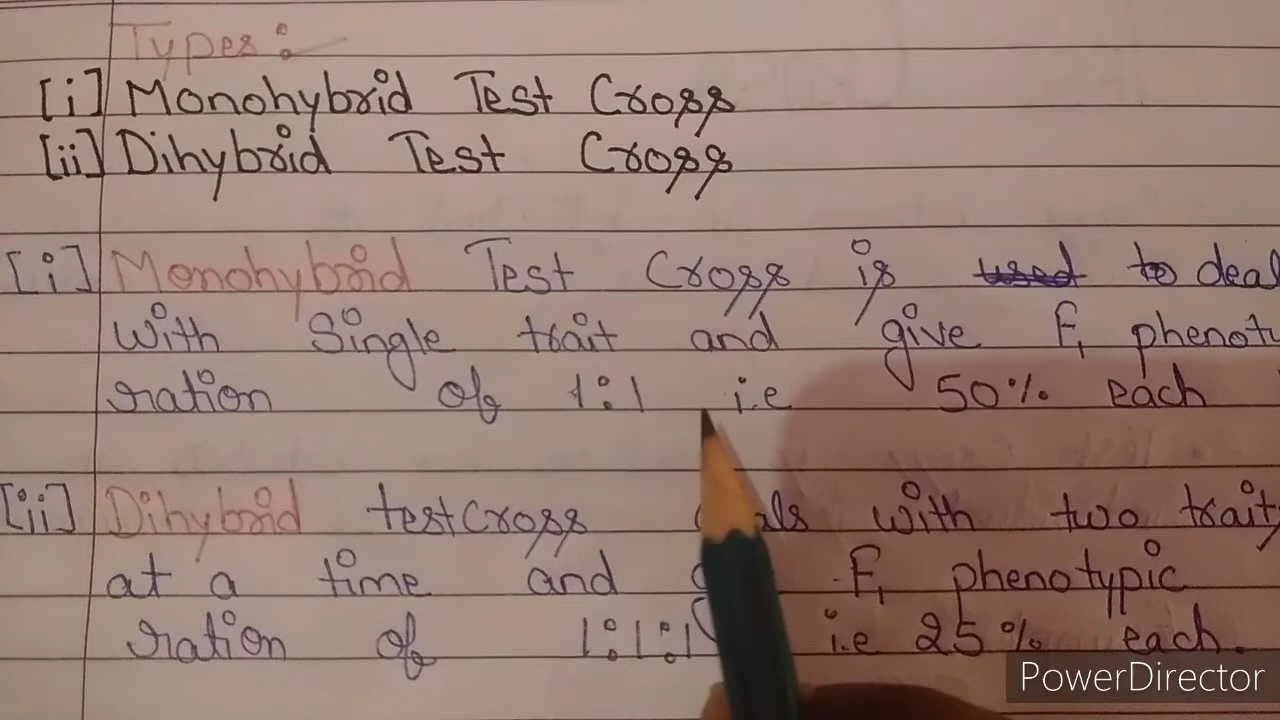 Types:
[i] Monohybrid Test Cross
[ii] Dihybrid Test Cross
[i] Monohybrid Test Cross is used to deal
with Single trait and give F1 phenoty
ration of 1:1 i.e 50% each
[ii] Dihybrid testcross with two traits
at a time and F1 phenotypic
ration of 1:1:1 i.e 25% each.
PowerDirector